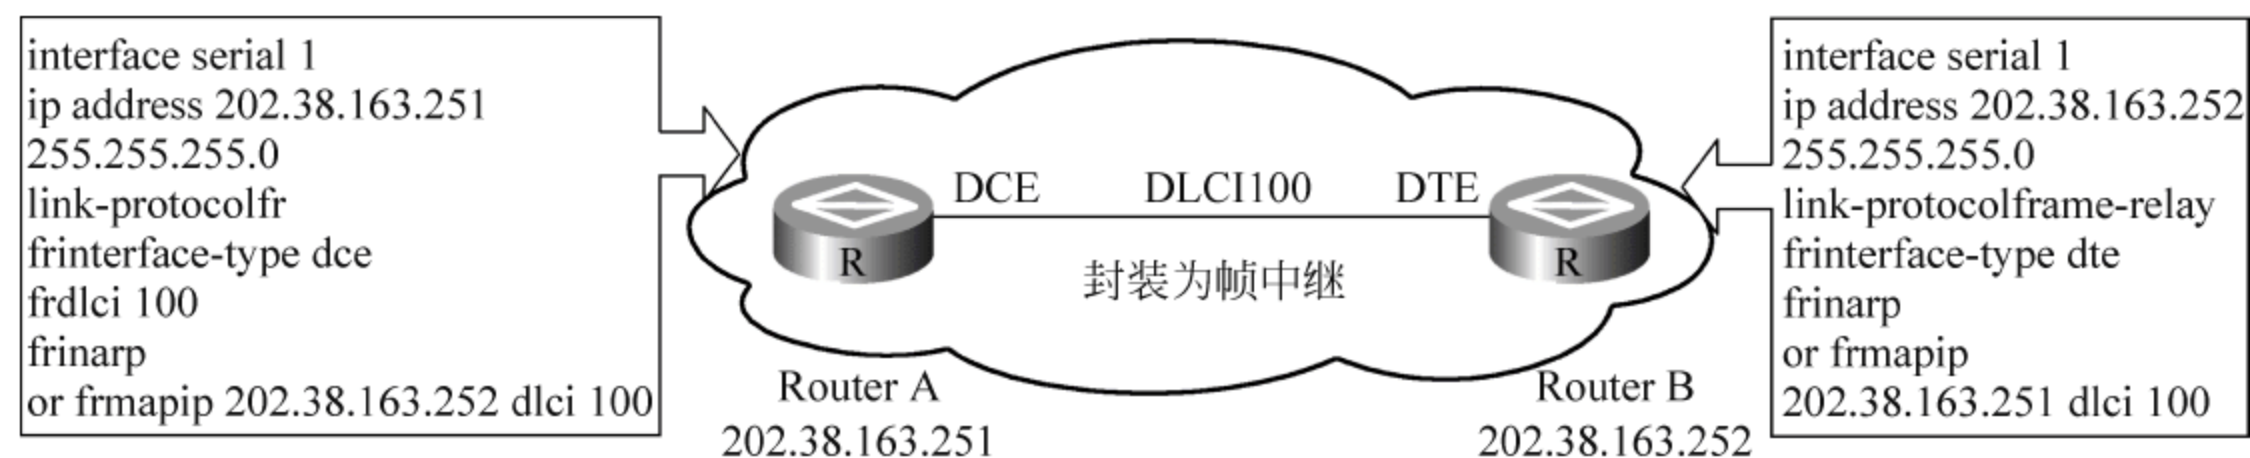 interface serial 1
ip address 202.38.163.251
255.255.255.0
link-protocolfr
frinterface-type dce
frdlci 100
frinarp
or frmapip 202.38.163.252 dlci 100
DCE
DLCI100
DTE
R
R
封装为帧中继
Router A
202.38.163.251
Router B
202.38.163.252
interface serial 1
ip address 202.38.163.252
255.255.255.0
link-protocolframe-relay
frinterface-type dte
frinarp
or frmapip
202.38.163.251 dlci 100